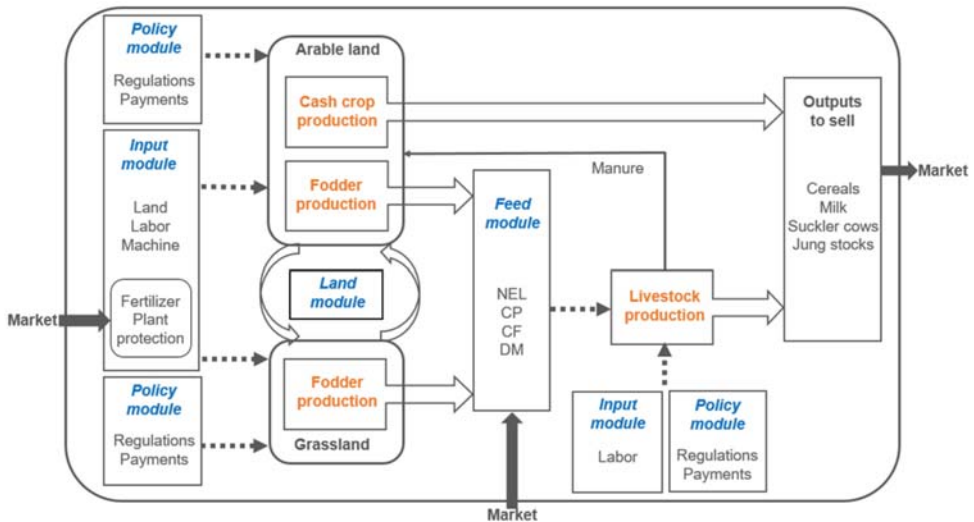 Policy
module
Regulations
Payments
Input
module
Land
Labor
Machine
Fertilizer
Plant
protection
Market
Policy
module
Regulations
Payments
Arable land
Cash crop
production
Fodder
production
Land
module
Fodder
production
Grassland
Manure
Feed
module
NEL
CP
CF
DM
Market
Livestock
production
Input
module
Labor
Policy
module
Regulations
Payments
Outputs
to sell
Cereals
Milk
Suckler cows
Jung stocks
Market